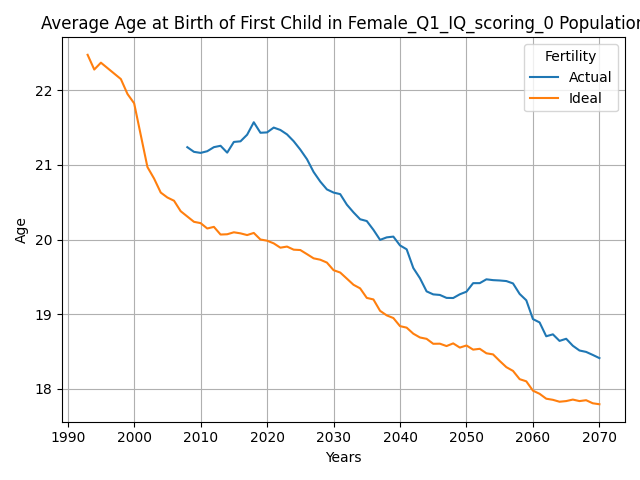 Average Age at Birth of First Child in Female_Q1_IQ_scoring_0 Population
Fertility
Actual
Ideal
Age
22
21
20
19
18
1990
2000
2010
2020
2030
2040
2050
2060
2070
Years